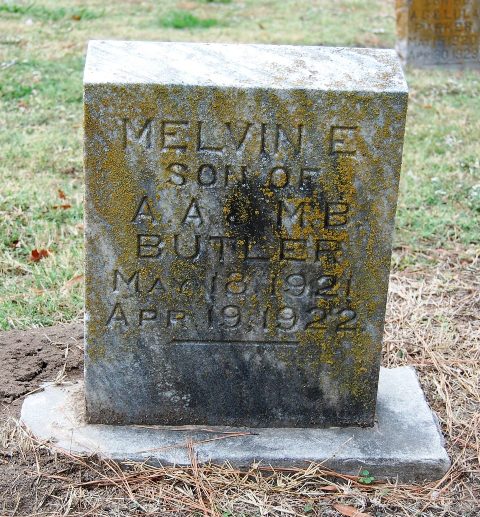 MELVIN E
SON OF
A A & M B
BUTLER
MAY 18, 1921
APR. 19, 1922